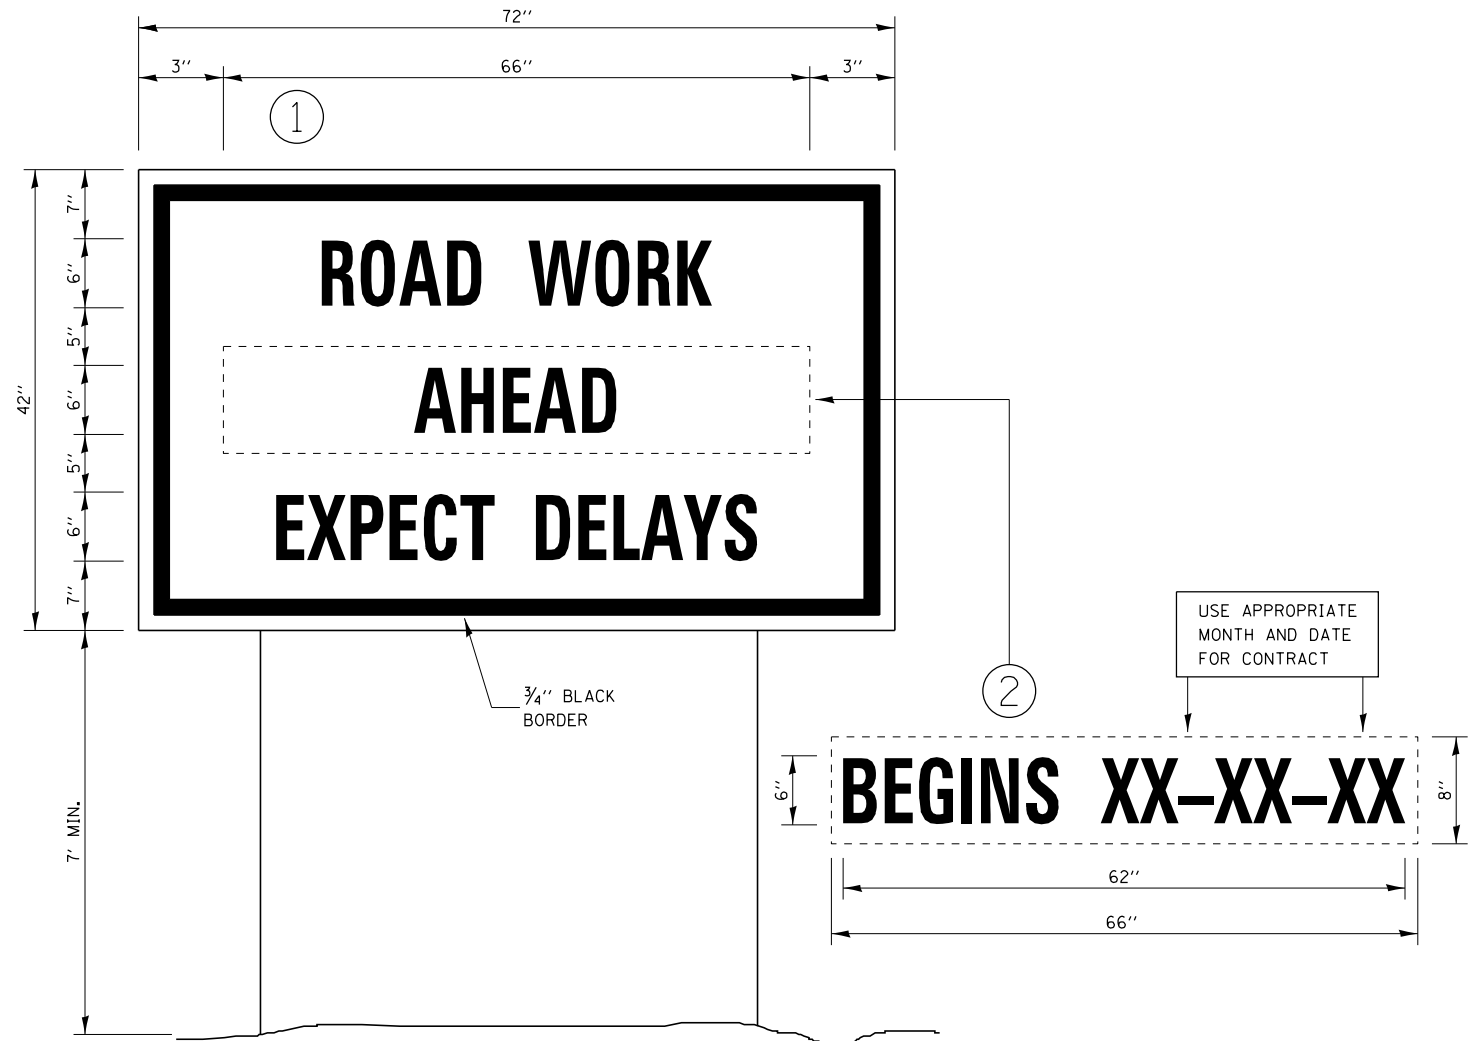 72''
3'' 66'' 3''
1
7''
6''
5''
6''
5''
6''
7''
42''
ROAD WORK
AHEAD
EXPECT DELAYS
3/4'' BLACK
BORDER
7' MIN.
2
USE APPROPRIATE
MONTH AND DATE
FOR CONTRACT
6''
BEGINS XX-XX-XX
8''
62''
66''